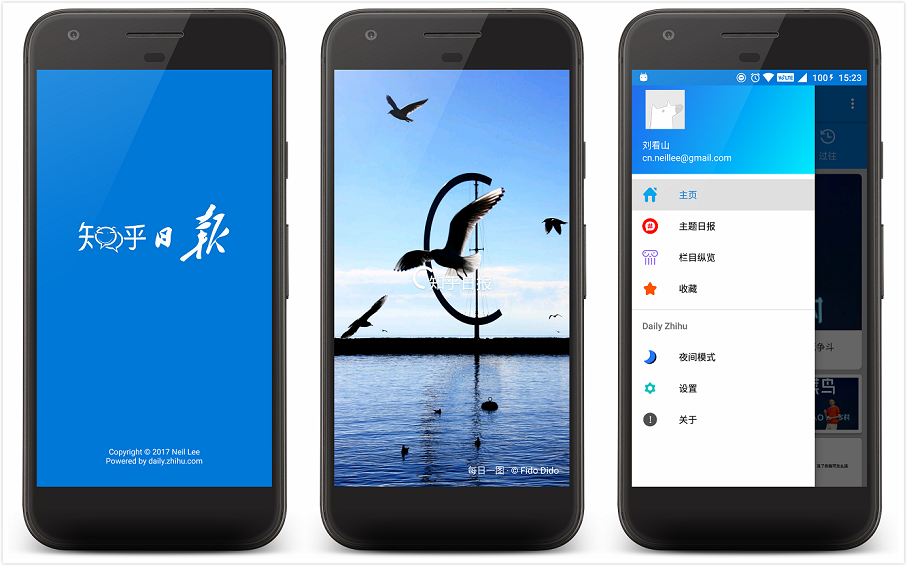 知乎日报
Copyright © 2017 Neil Lee
Powered by daily.zhihu.com
知乎日报
每日一图 · © Fido Dido
100 15:23
刘看山
cn.neillee@gmail.com
过往
主页
主题日报
栏目纵览
收藏
争斗
Daily Zhihu
夜间模式
设置
关于